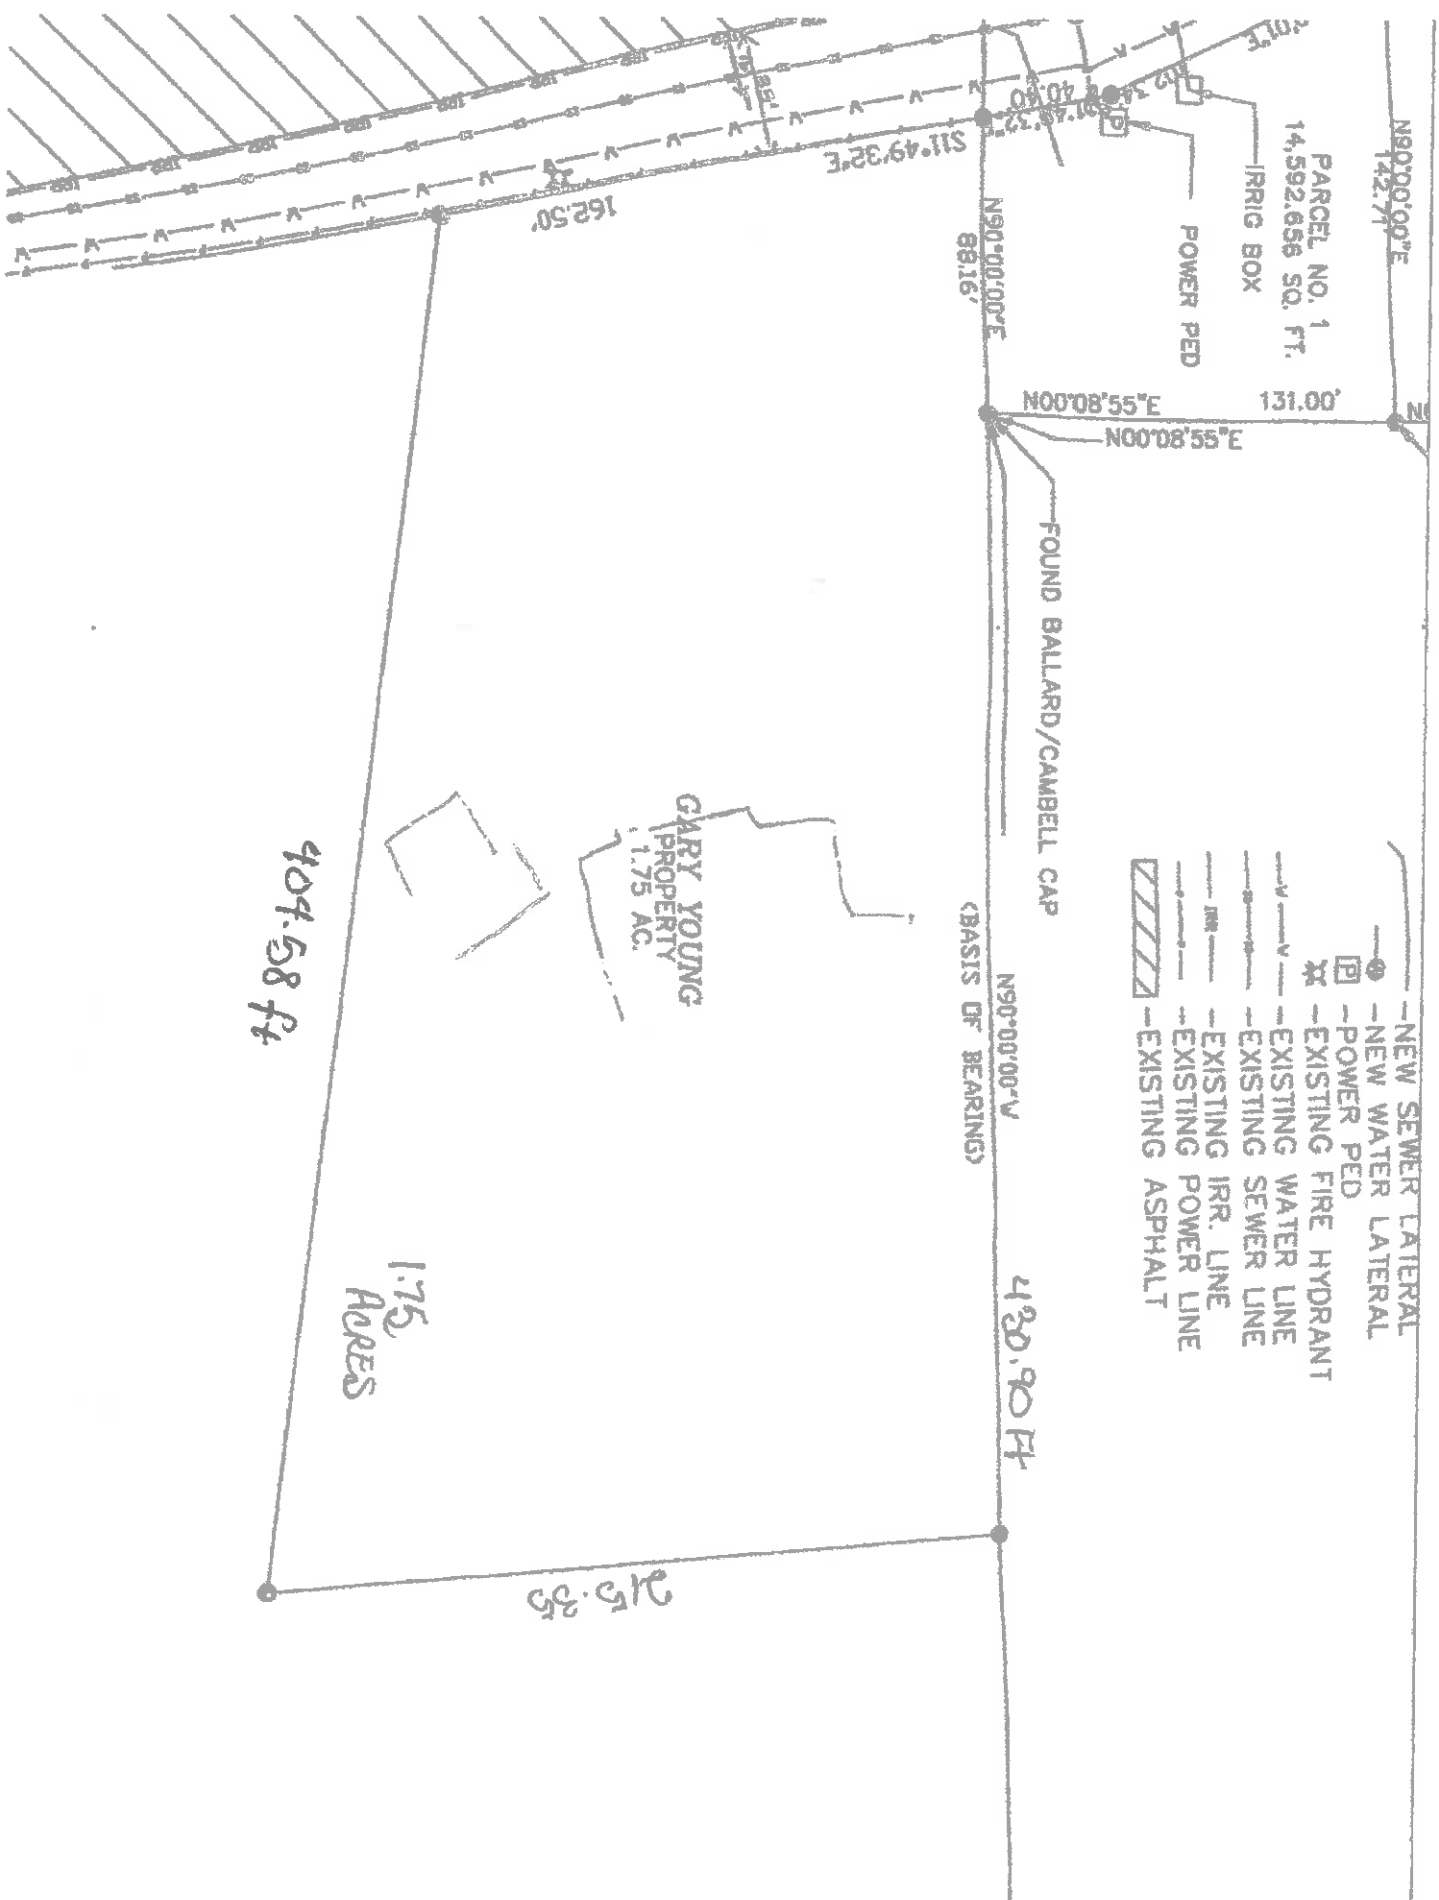 N90°00'00"E
142.77'
PARCEL NO. 1
14,592.656 SQ. FT.
IRRIG BOX
POWER PED
P
40.40
S11°49'32"E
162.50'
N90°00'00"E
88.16'
N00°08'55"E
131.00'
N00°08'55"E
FOUND BALLARD/CAMBELL CAP
N90°00'00"W
(BASIS OF BEARING)
430.90 Ft
- NEW SEWER LATERAL
- NEW WATER LATERAL
P - POWER PED
- EXISTING FIRE HYDRANT
W W - EXISTING WATER LINE
- EXISTING SEWER LINE
IRR - EXISTING IRR. LINE
- EXISTING POWER LINE
- EXISTING ASPHALT
GARY YOUNG
PROPERTY
1.75 AC.
404.58 ft
1.75
ACRES
215.35